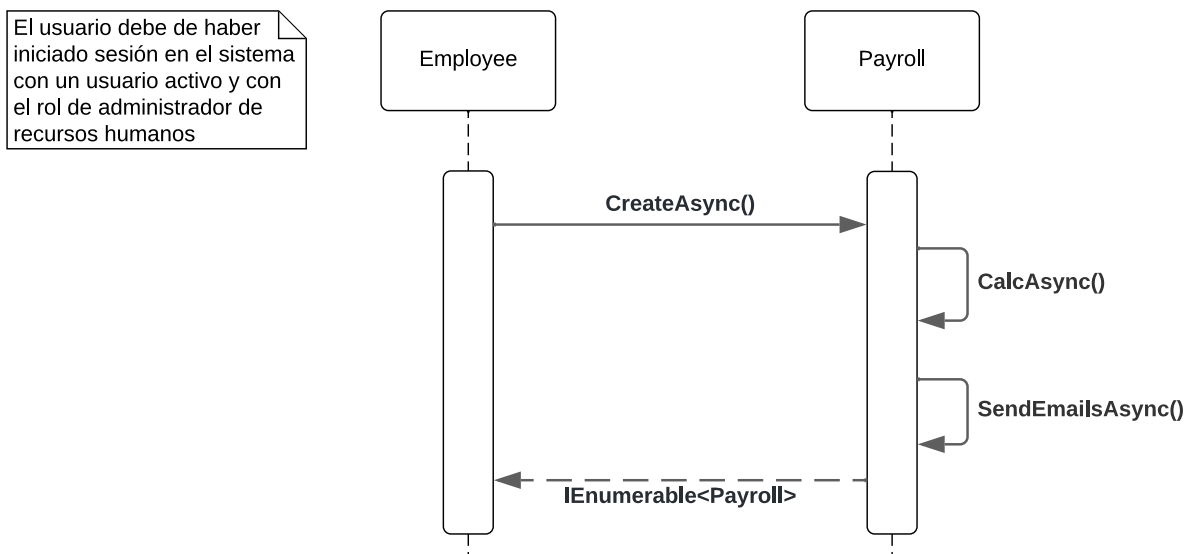 El usuario debe de haber
iniciado sesión en el sistema
con un usuario activo y con
el rol de administrador de
recursos humanos
Employee
Payroll
CreateAsync()
CalcAsync()
SendEmailsAsync()
IEnumerable<Payroll>